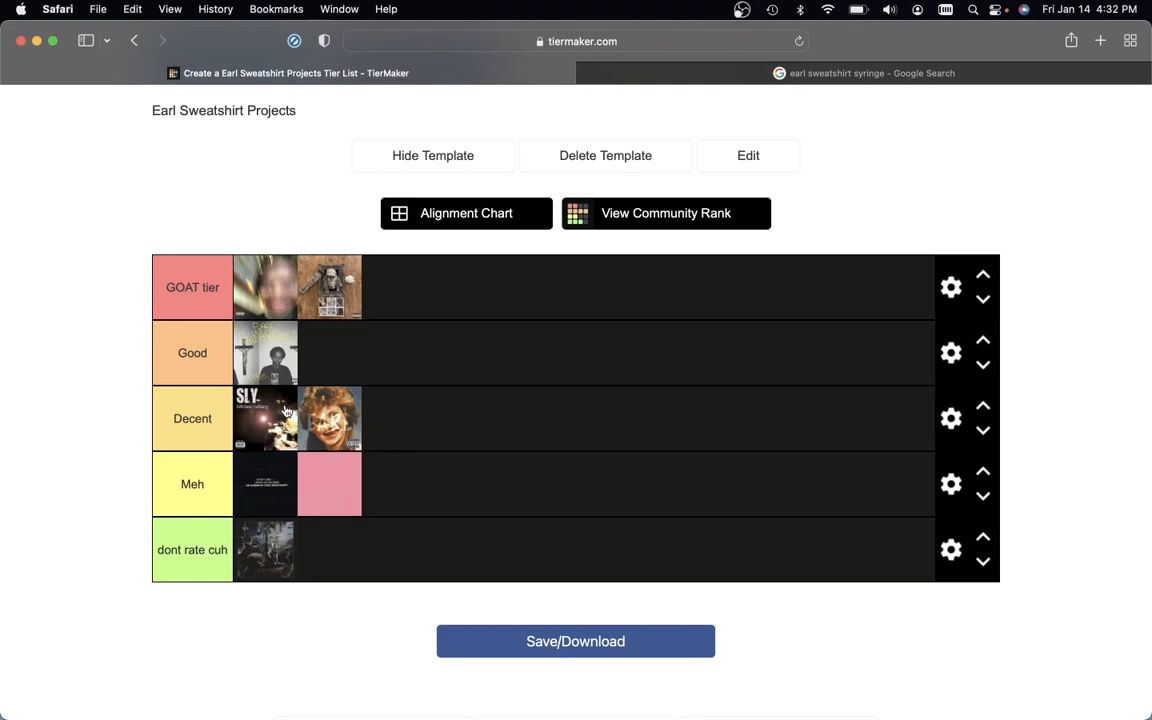 Safari File Edit View History Bookmarks Window Help Fri Jan 14 4:32 PM
tiermaker.com
Create a Earl Sweatshirt Projects Tier List - TierMaker
earl sweatshirt syringe - Google Search
Earl Sweatshirt Projects
Hide Template Delete Template Edit
Alignment Chart View Community Rank
GOAT tier
Good
Decent
SLY
Meh
dont rate cuh
Save/Download